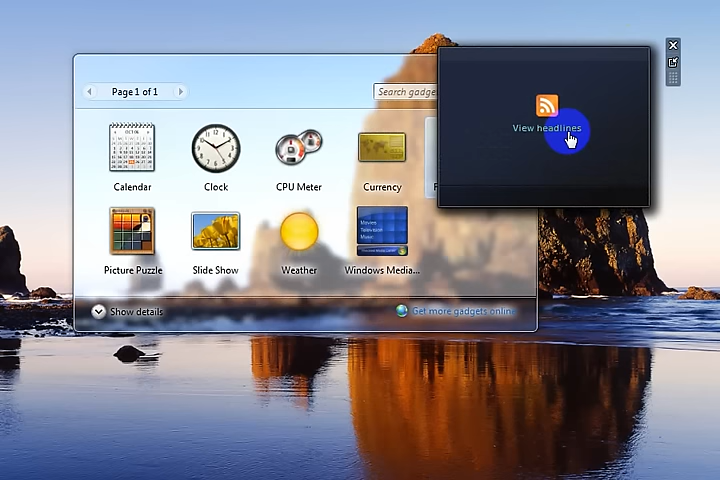 Page 1 of 1
Search gadge
View headlines
Calendar
Clock
CPU Meter
Currency
Picture Puzzle
Slide Show
Weather
Windows Media...
Show details
Get more gadgets online